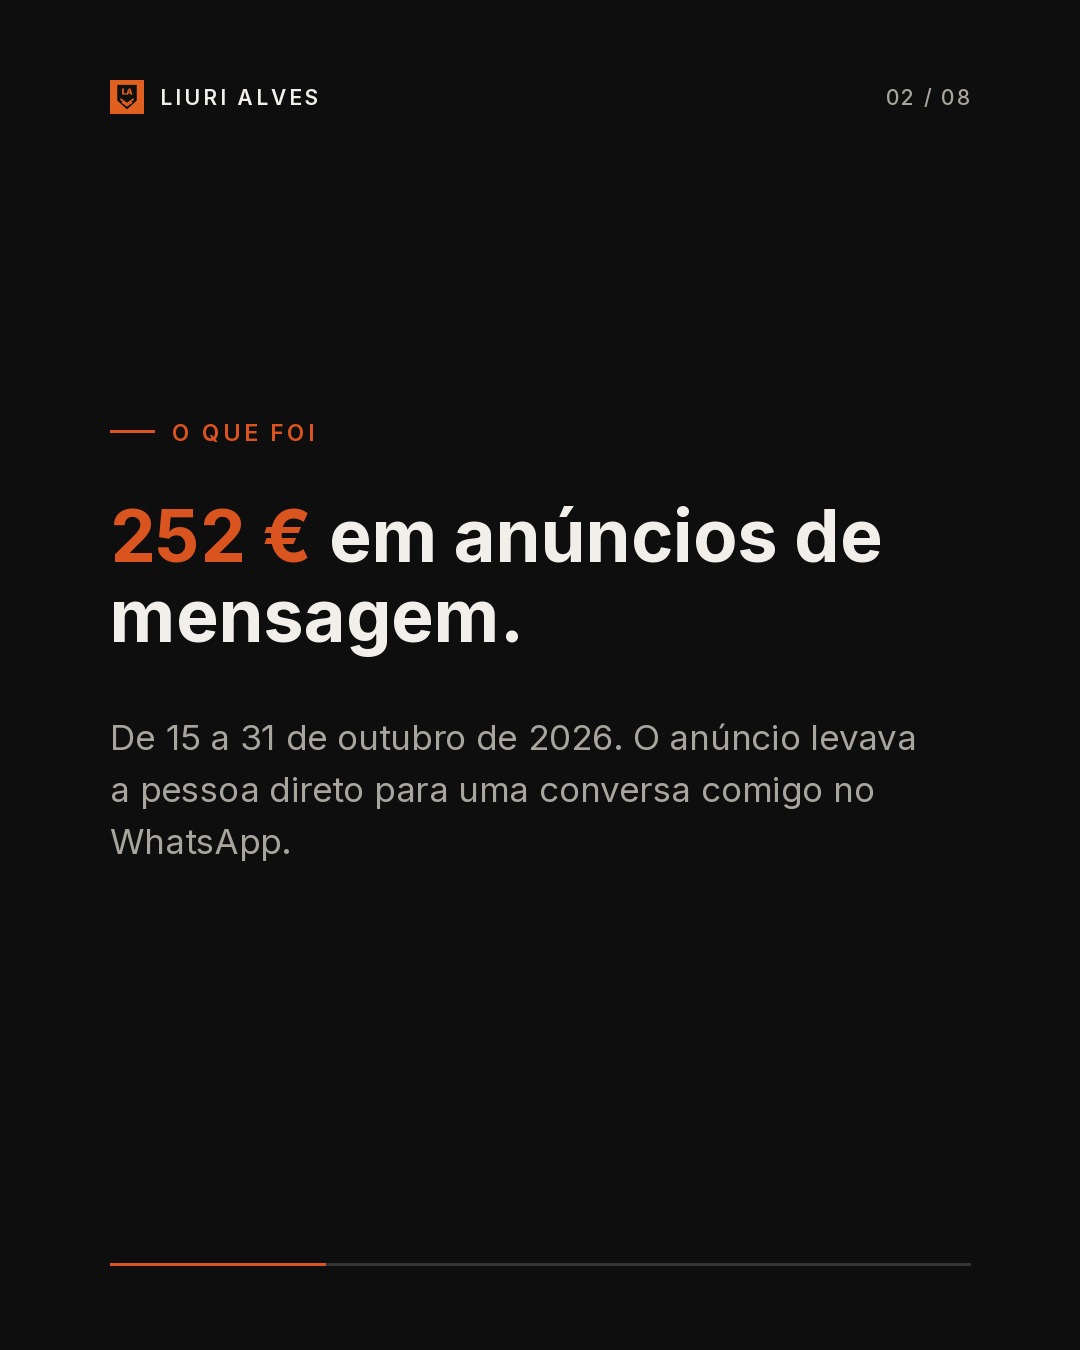 LA
LIURI ALVES
02 / 08
O QUE FOI
252 € em anúncios de
mensagem.
De 15 a 31 de outubro de 2026. O anúncio levava
a pessoa direto para uma conversa comigo no
WhatsApp.